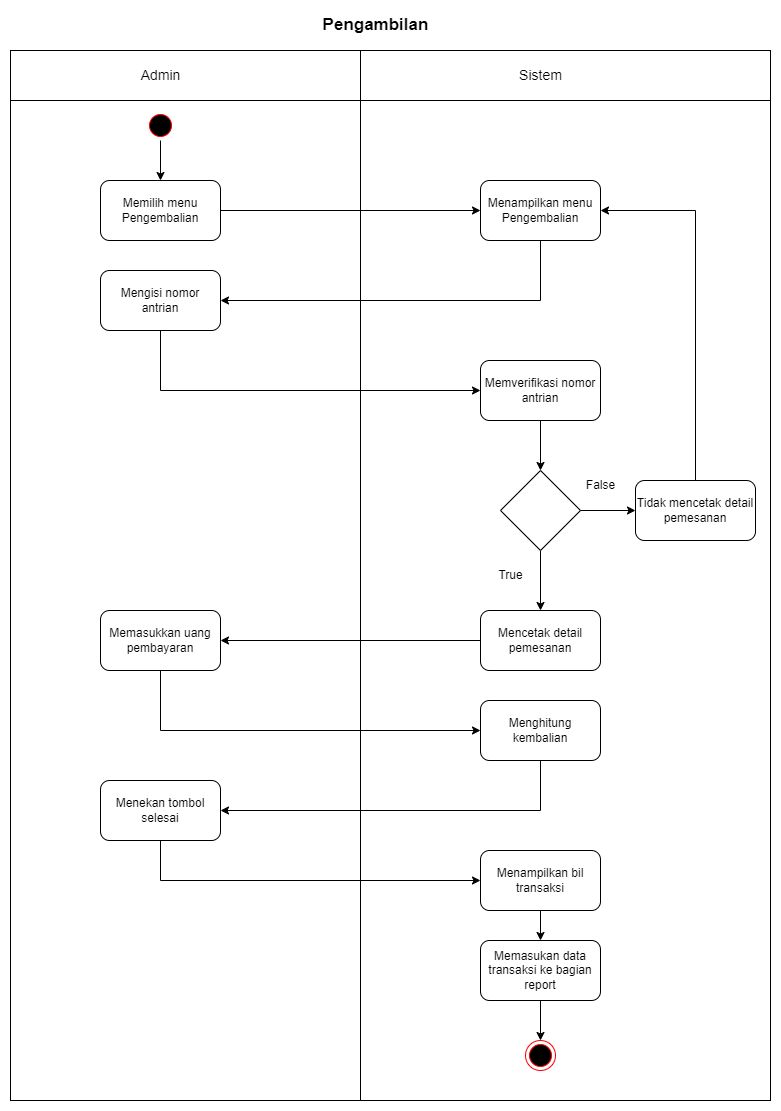 Pengambilan
Admin
Sistem
Memilih menu
Pengembalian
Menampilkan menu
Pengembalian
Mengisi nomor
antrian
Memverifikasi nomor
antrian
False
Tidak mencetak detail
pemesanan
True
Memasukkan uang
pembayaran
Mencetak detail
pemesanan
Menghitung
kembalian
Menekan tombol
selesai
Menampilkan bil
transaksi
Memasukan data
transaksi ke bagian
report